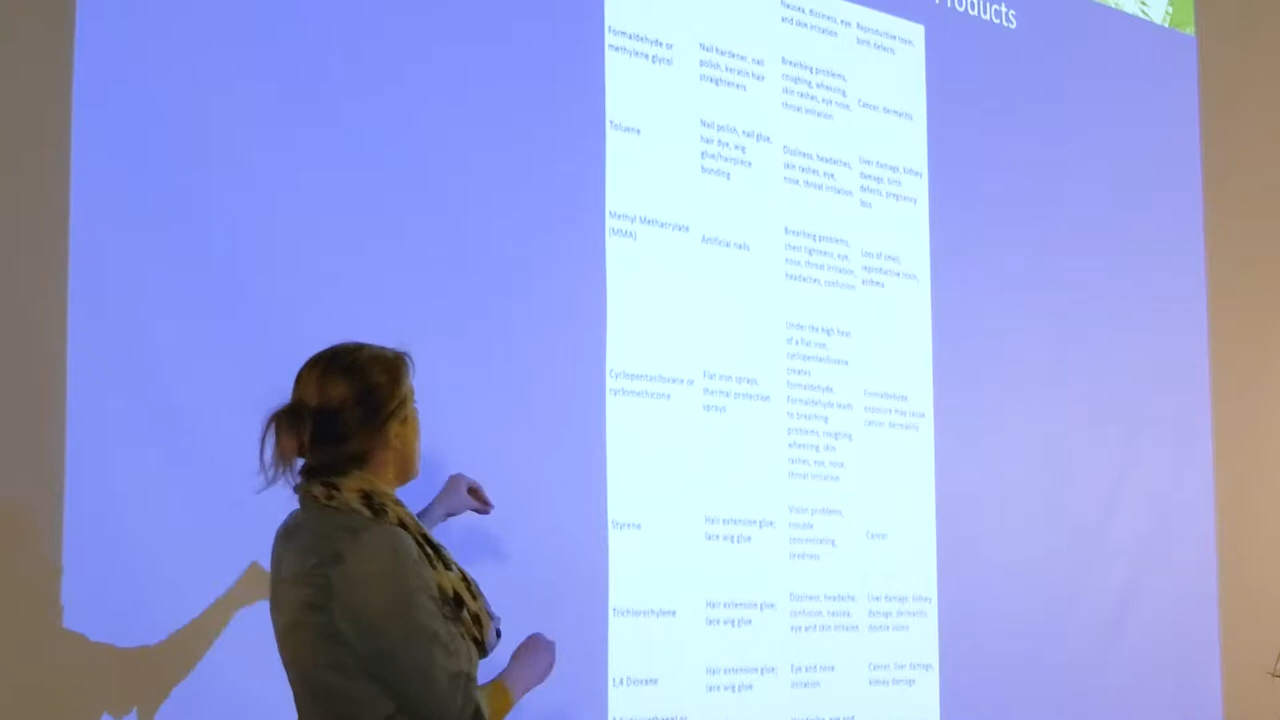 Products
Nausea, dizziness, eye
and skin irritation
Reproductive toxin,
birth defects
Formaldehyde or
methylene glytol
Nail hardener, nail
polish, keratin hair
straighteners
Breathing problems,
coughing, wheezing,
skin rashes, eye nose,
throat irritation
Cancer, dermatitis
Toluene
Nail polish, nail glue,
hair dye, wig
glue/hairpiece
bonding
Dizziness, headaches,
skin rashes, eye,
nose, throat irritation
Liver damage, kidney
damage, birth
defects, pregnancy
loss
Methyl Methacrylate
(MMA)
Artificial nails
Breathing problems,
chest tightness, eye,
nose, throat irritation,
headaches, confusion
Loss of smell,
reproductive toxin,
asthma
Cyclopentasiloxane or
cyclomethicone
Flat iron sprays,
thermal protection
sprays
Under the high heat
of a flat iron,
cyclopentasiloxane
creates
formaldehyde.
Formaldehyde leads
to breathing
problems, coughing,
wheezing, skin
rashes, eye, nose,
throat irritation
Formaldehyde
exposure may cause
cancer, dermatitis
Styrene
Hair extension glue,
lace wig glue
Vision problems,
trouble
concentrating,
tiredness
Cancer
Trichlorethylene
Hair extension glue,
lace wig glue
Dizziness, headache,
confusion, nausea,
eye and skin irritation
Liver damage, kidney
damage, dermatitis,
double vision
1,4 Dioxane
Hair extension glue,
lace wig glue
Eye and nose
irritation
Cancer, liver damage,
kidney damage